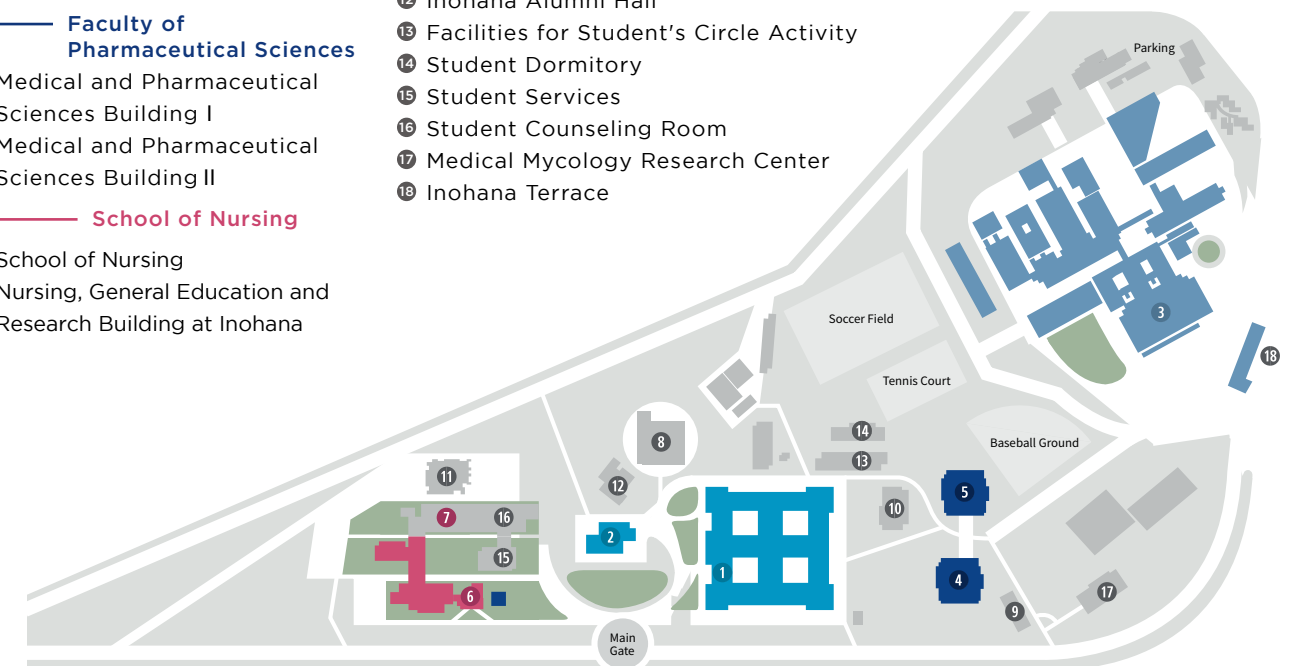 Faculty of
Pharmaceutical Sciences
Medical and Pharmaceutical
Sciences Building I
Medical and Pharmaceutical
Sciences Building II
School of Nursing
School of Nursing
Nursing, General Education and
Research Building at Inohana
12 Inohana Alumni Hall
13 Facilities for Student's Circle Activity
14 Student Dormitory
15 Student Services
16 Student Counseling Room
17 Medical Mycology Research Center
18 Inohana Terrace
Parking
3
18
Soccer Field
Tennis Court
Baseball Ground
14
13
8
12
11
7
16
15
6
2
1
10
5
4
9
17
Main
Gate